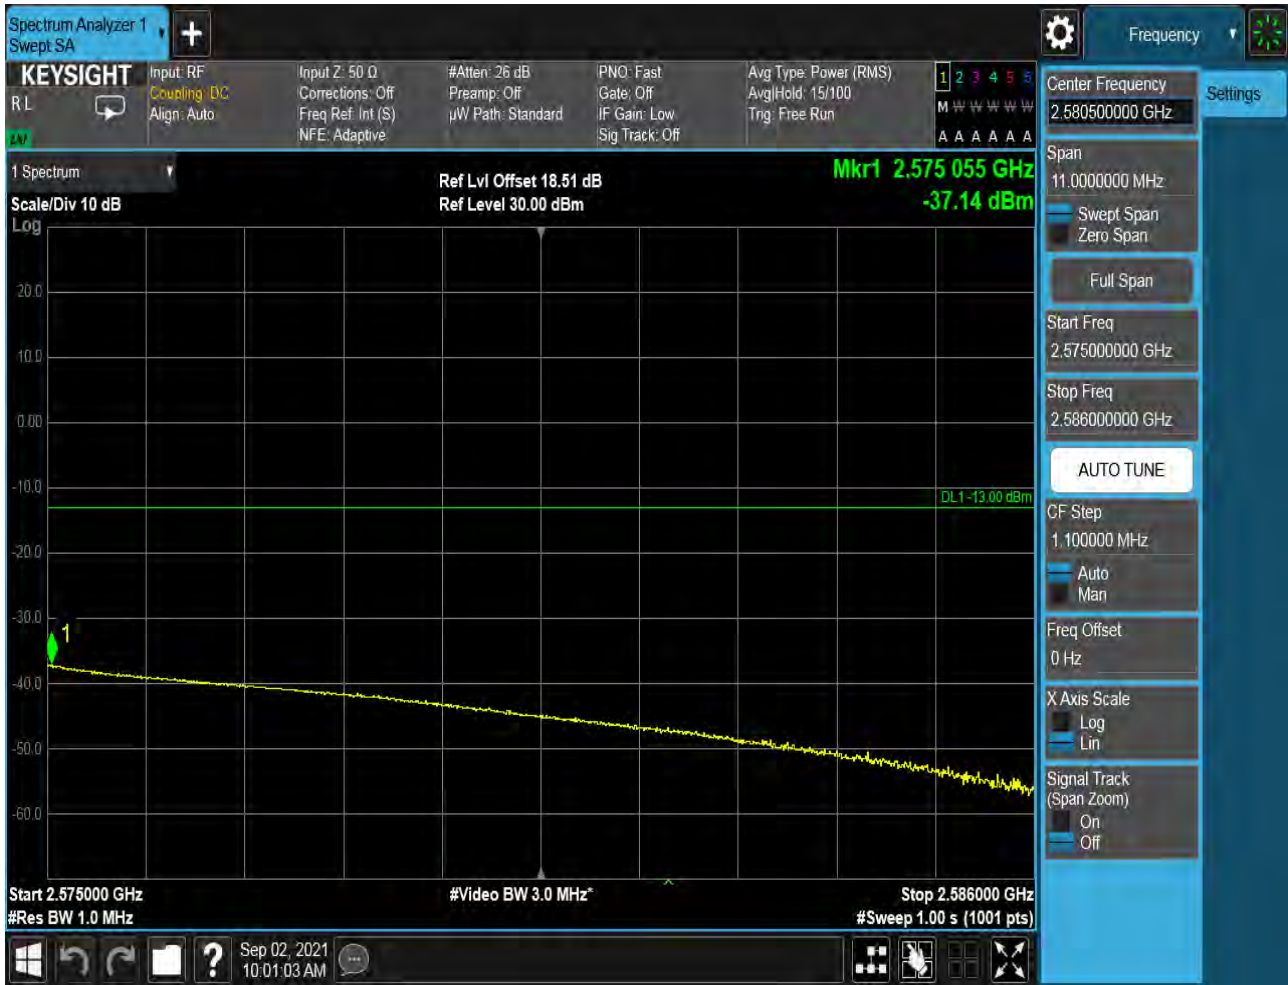 Spectrum Analyzer 1
Swept SA
Frequency
KEYSIGHT
R L
LXI
Input: RF
Coupling: DC
Align: Auto
Input Z: 50 Ω
Corrections: Off
Freq Ref: Int (S)
NFE: Adaptive
#Atten: 26 dB
Preamp: Off
µW Path: Standard
PNO: Fast
Gate: Off
IF Gain: Low
Sig Track: Off
Avg Type: Power (RMS)
Avg|Hold: 15/100
Trig: Free Run
1 2 3 4 5 6
M W W W W W
A A A A A A
1 Spectrum
Scale/Div 10 dB
Ref Lvl Offset 18.51 dB
Ref Level 30.00 dBm
Mkr1 2.575 055 GHz
-37.14 dBm
Log
20.0
10.0
0.00
-10.0
DL1 -13.00 dBm
-20.0
-30.0
1
-40.0
-50.0
-60.0
Start 2.575000 GHz
#Res BW 1.0 MHz
#Video BW 3.0 MHz*
Stop 2.586000 GHz
#Sweep 1.00 s (1001 pts)
Sep 02, 2021
10:01:03 AM
Center Frequency
2.580500000 GHz
Settings
Span
11.0000000 MHz
Swept Span
Zero Span
Full Span
Start Freq
2.575000000 GHz
Stop Freq
2.586000000 GHz
AUTO TUNE
CF Step
1.100000 MHz
Auto
Man
Freq Offset
0 Hz
X Axis Scale
Log
Lin
Signal Track
(Span Zoom)
On
Off